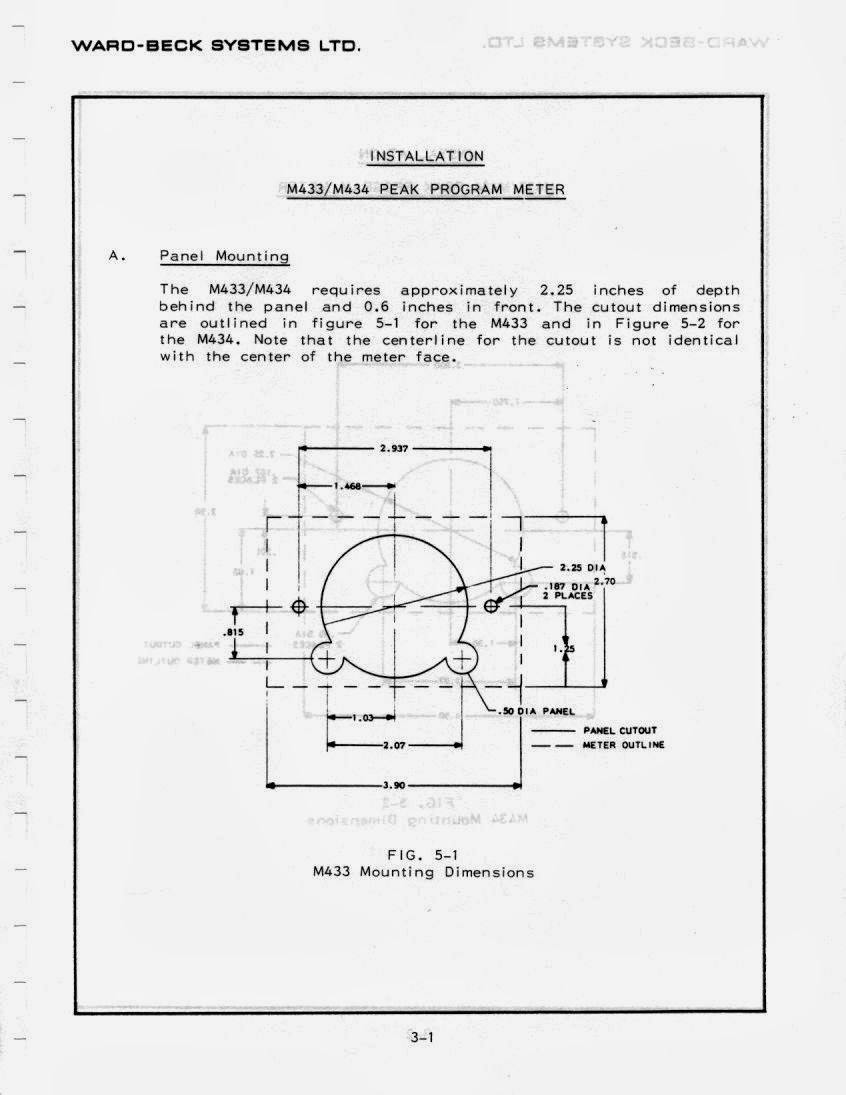 WARD-BECK SYSTEMS LTD.
INSTALLATION
M433/M434 PEAK PROGRAM METER
A. Panel Mounting
The M433/M434 requires approximately 2.25 inches of depth
behind the panel and 0.6 inches in front. The cutout dimensions
are outlined in figure 5-1 for the M433 and in Figure 5-2 for
the M434. Note that the centerline for the cutout is not identical
with the center of the meter face.
2.937
1.468
2.25 DIA
.187 DIA
2 PLACES
2.70
.815
1.25
.50 DIA PANEL
1.03
2.07
3.90
PANEL CUTOUT
METER OUTLINE
FIG. 5-1
M433 Mounting Dimensions
3-1